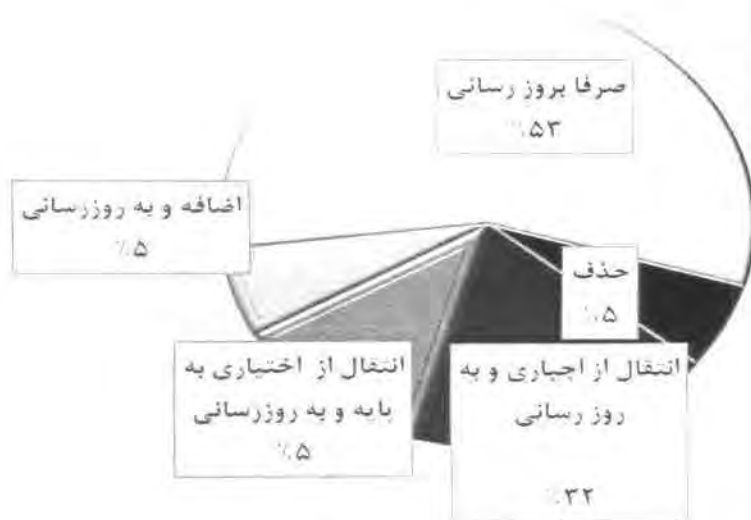 صرفا بروز رسانی
٪۵۳
اضافه و به روزرسانی
٪۵
حذف
٪۵
انتقال از اختیاری به
پایه و به روزرسانی
٪۵
انتقال از اجباری و به
روز رسانی
٪۳۲